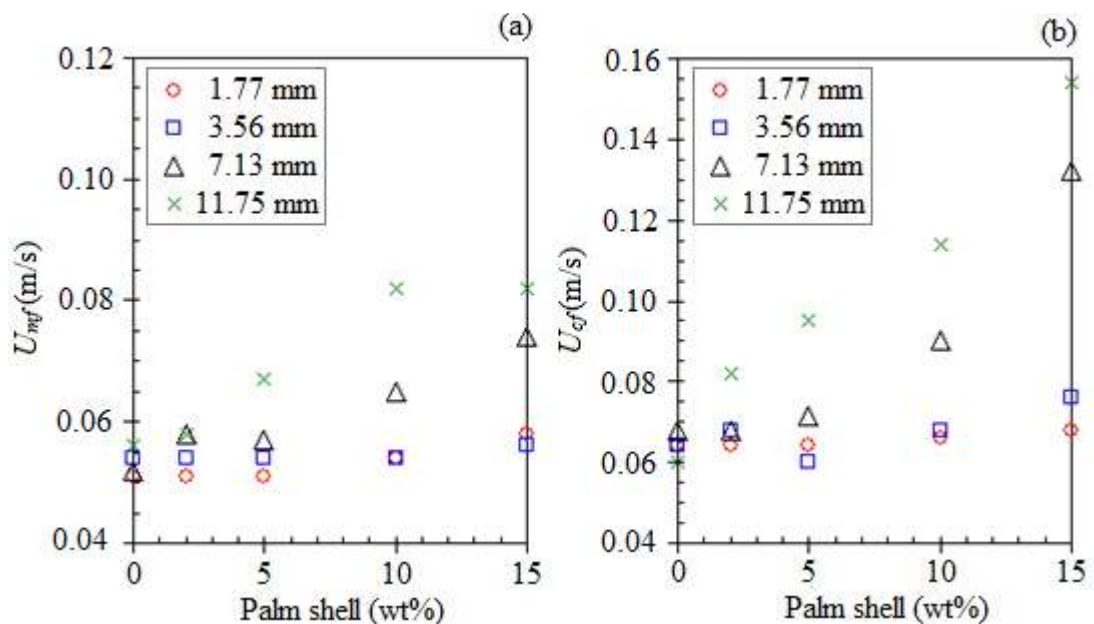 (a)
0.12
0.10
0.08
0.06
0.04
U_mf (m/s)
1.77 mm
3.56 mm
7.13 mm
11.75 mm
0 5 10 15
Palm shell (wt%)
(b)
0.16
0.14
0.12
0.10
0.08
0.06
0.04
U_cf (m/s)
1.77 mm
3.56 mm
7.13 mm
11.75 mm
0 5 10 15
Palm shell (wt%)